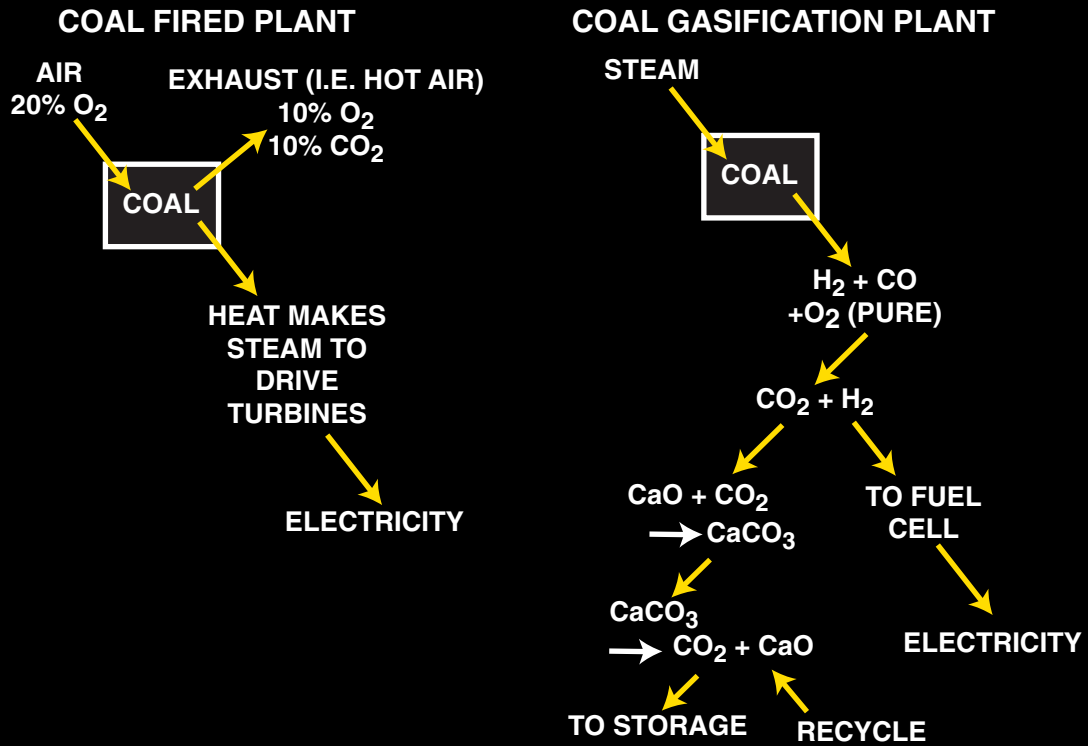 COAL FIRED PLANT
AIR
20% O₂
EXHAUST (I.E. HOT AIR)
10% O₂
10% CO₂
COAL
HEAT MAKES
STEAM TO
DRIVE
TURBINES
ELECTRICITY
COAL GASIFICATION PLANT
STEAM
COAL
H₂ + CO
+O₂ (PURE)
CO₂ + H₂
CaO + CO₂
CaCO₃
TO FUEL
CELL
ELECTRICITY
CaCO₃
CO₂ + CaO
TO STORAGE
RECYCLE